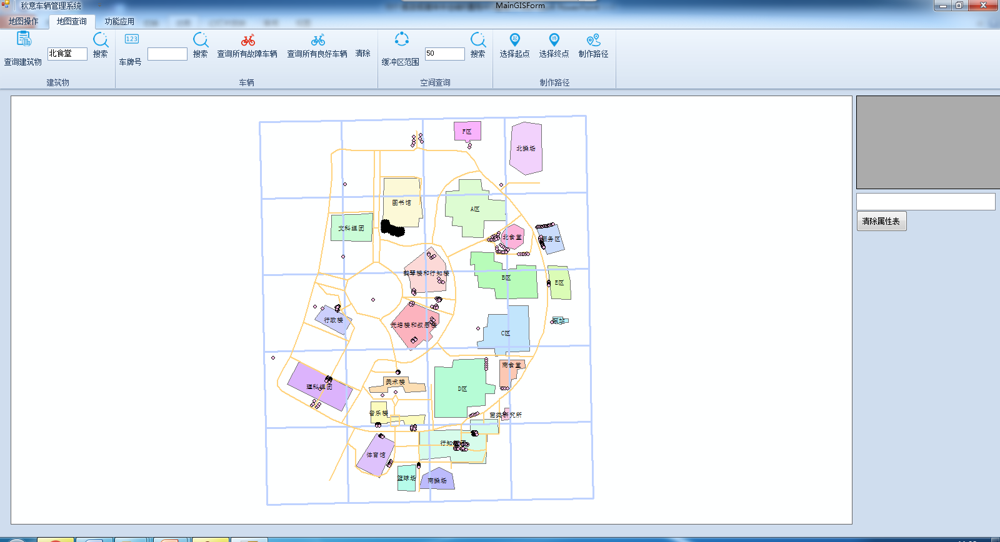 秋意车辆管理系统
MainGISForm
地图操作
地图查询
功能应用
查询建筑物
北食堂
搜索
建筑物
123
车牌号
搜索
查询所有故障车辆
查询所有良好车辆
清除
车辆
缓冲区范围
50
搜索
空间查询
起
选择起点
终
选择终点
制作路径
制作路径
清除属性表
F区
北操场
图书馆
A区
文科组团
北食堂
服务区
鹤琴楼和行知楼
B区
E区
行政楼
元培楼和叔愚楼
C区
南食堂
美术楼
理科组团
D区
音乐楼
菌类研究所
体育馆
篮球场
南操场